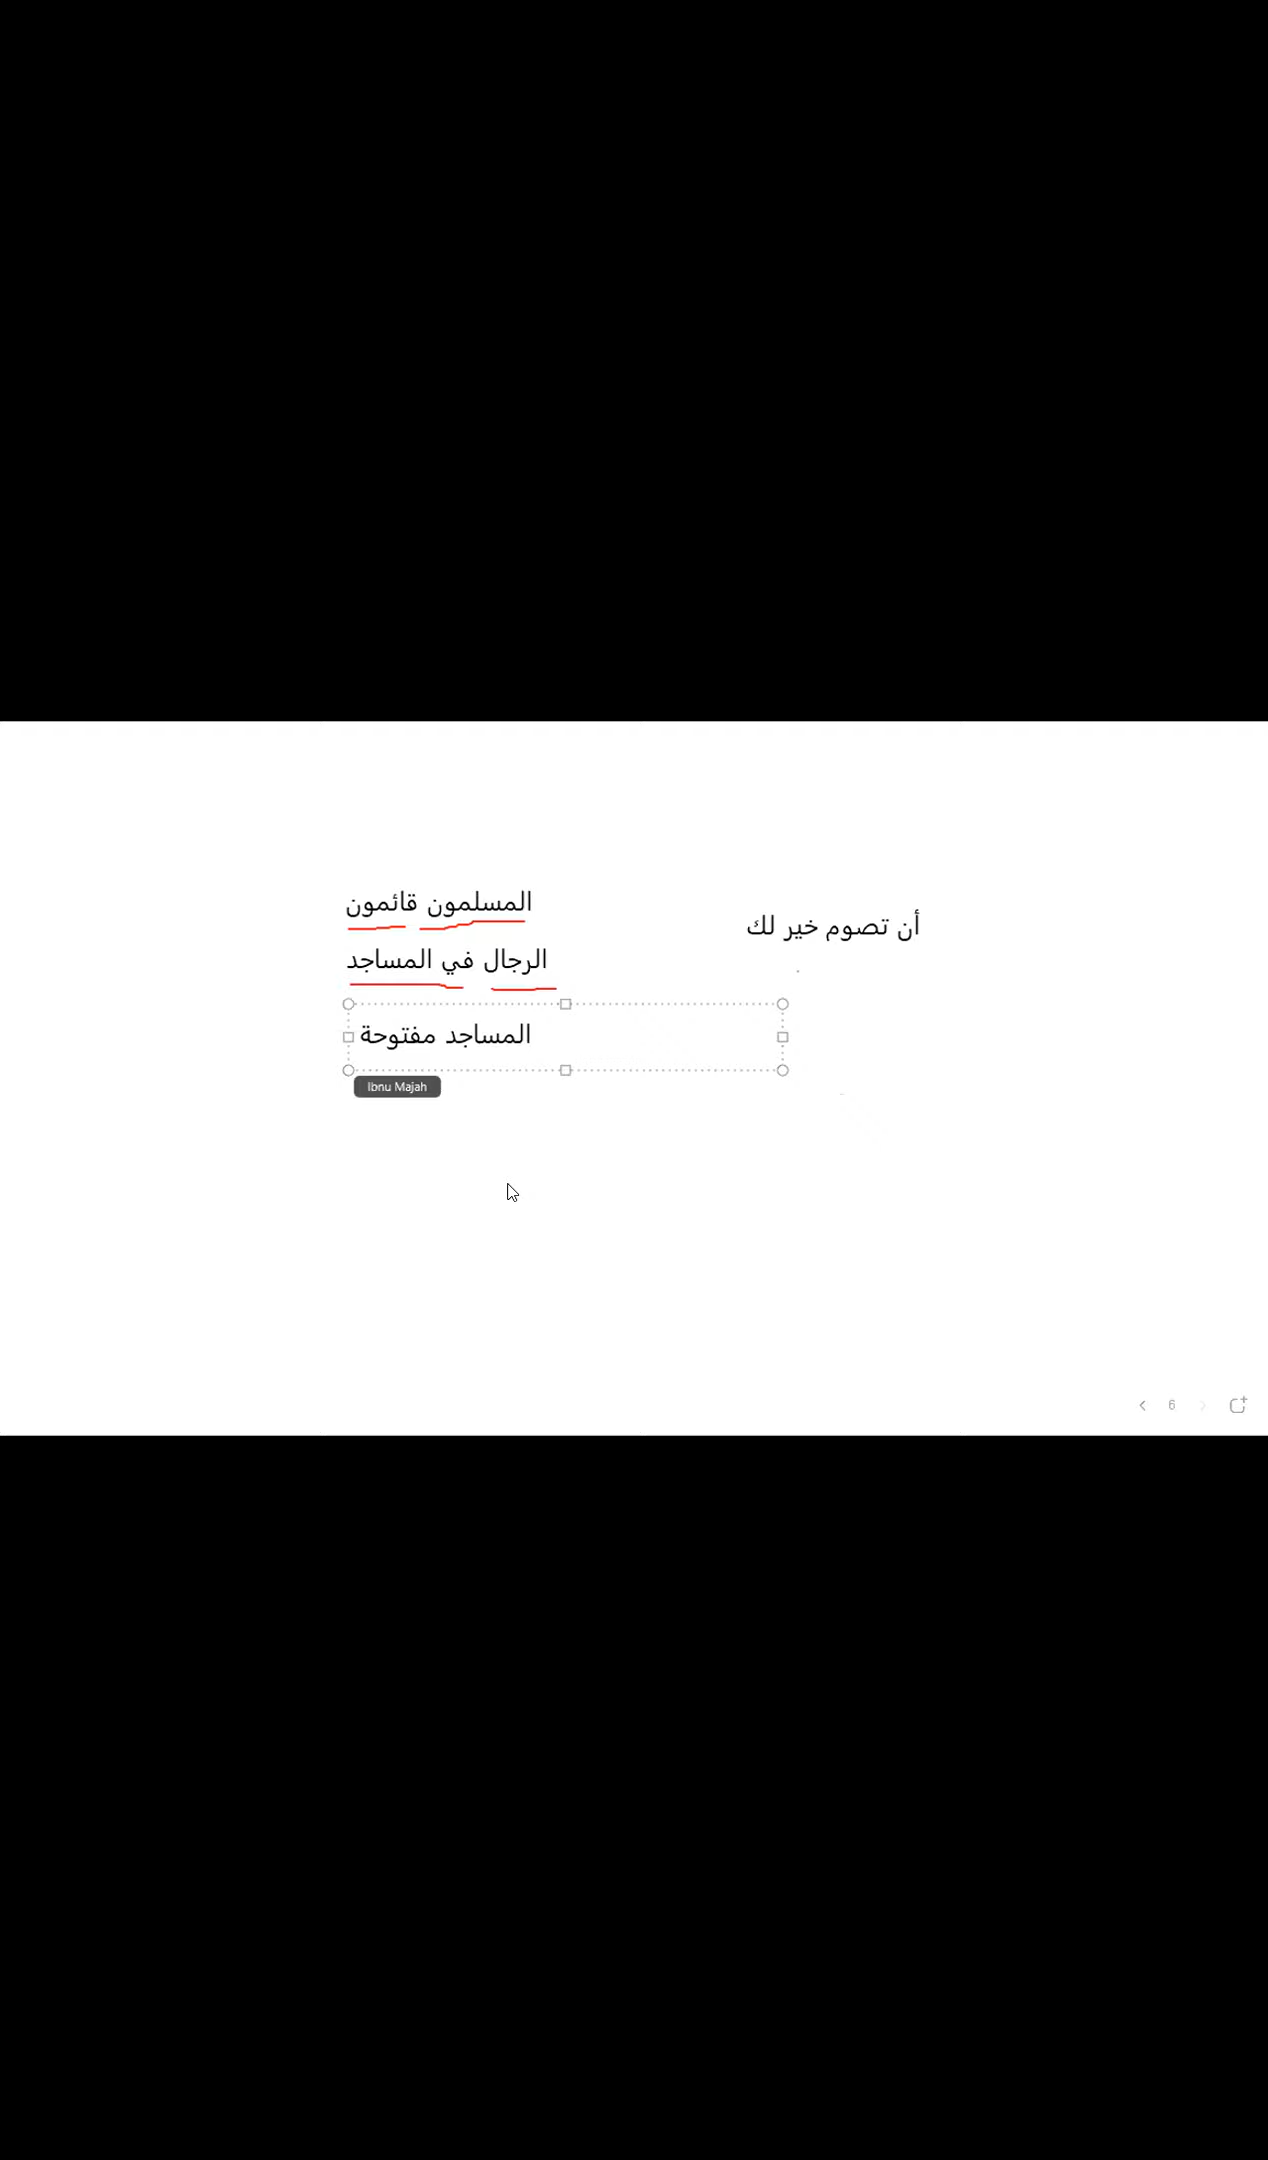 المسلمون قائمون
أن تصوم خير لك
الرجال في المساجد
المساجد مفتوحة
Ibnu Majah
6